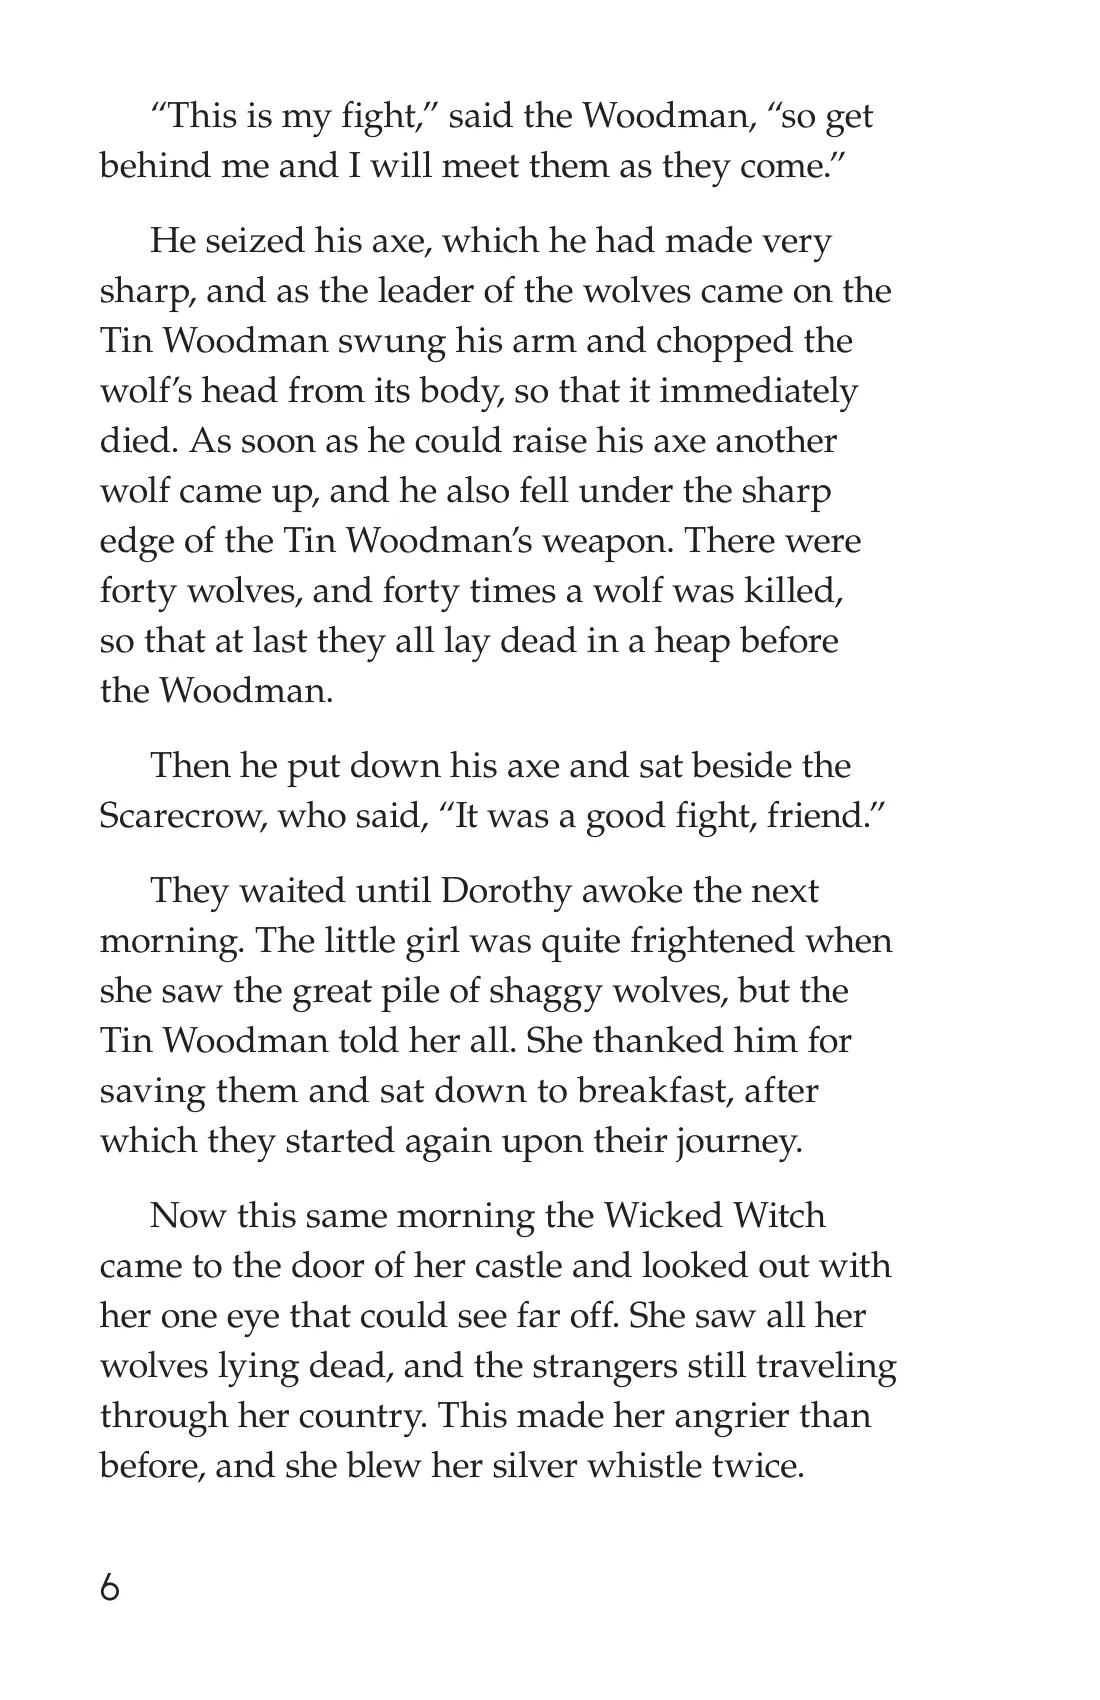 “This is my fight,” said the Woodman, “so get
behind me and I will meet them as they come.”
He seized his axe, which he had made very
sharp, and as the leader of the wolves came on the
Tin Woodman swung his arm and chopped the
wolf’s head from its body, so that it immediately
died. As soon as he could raise his axe another
wolf came up, and he also fell under the sharp
edge of the Tin Woodman’s weapon. There were
forty wolves, and forty times a wolf was killed,
so that at last they all lay dead in a heap before
the Woodman.
Then he put down his axe and sat beside the
Scarecrow, who said, “It was a good fight, friend.”
They waited until Dorothy awoke the next
morning. The little girl was quite frightened when
she saw the great pile of shaggy wolves, but the
Tin Woodman told her all. She thanked him for
saving them and sat down to breakfast, after
which they started again upon their journey.
Now this same morning the Wicked Witch
came to the door of her castle and looked out with
her one eye that could see far off. She saw all her
wolves lying dead, and the strangers still traveling
through her country. This made her angrier than
before, and she blew her silver whistle twice.
6